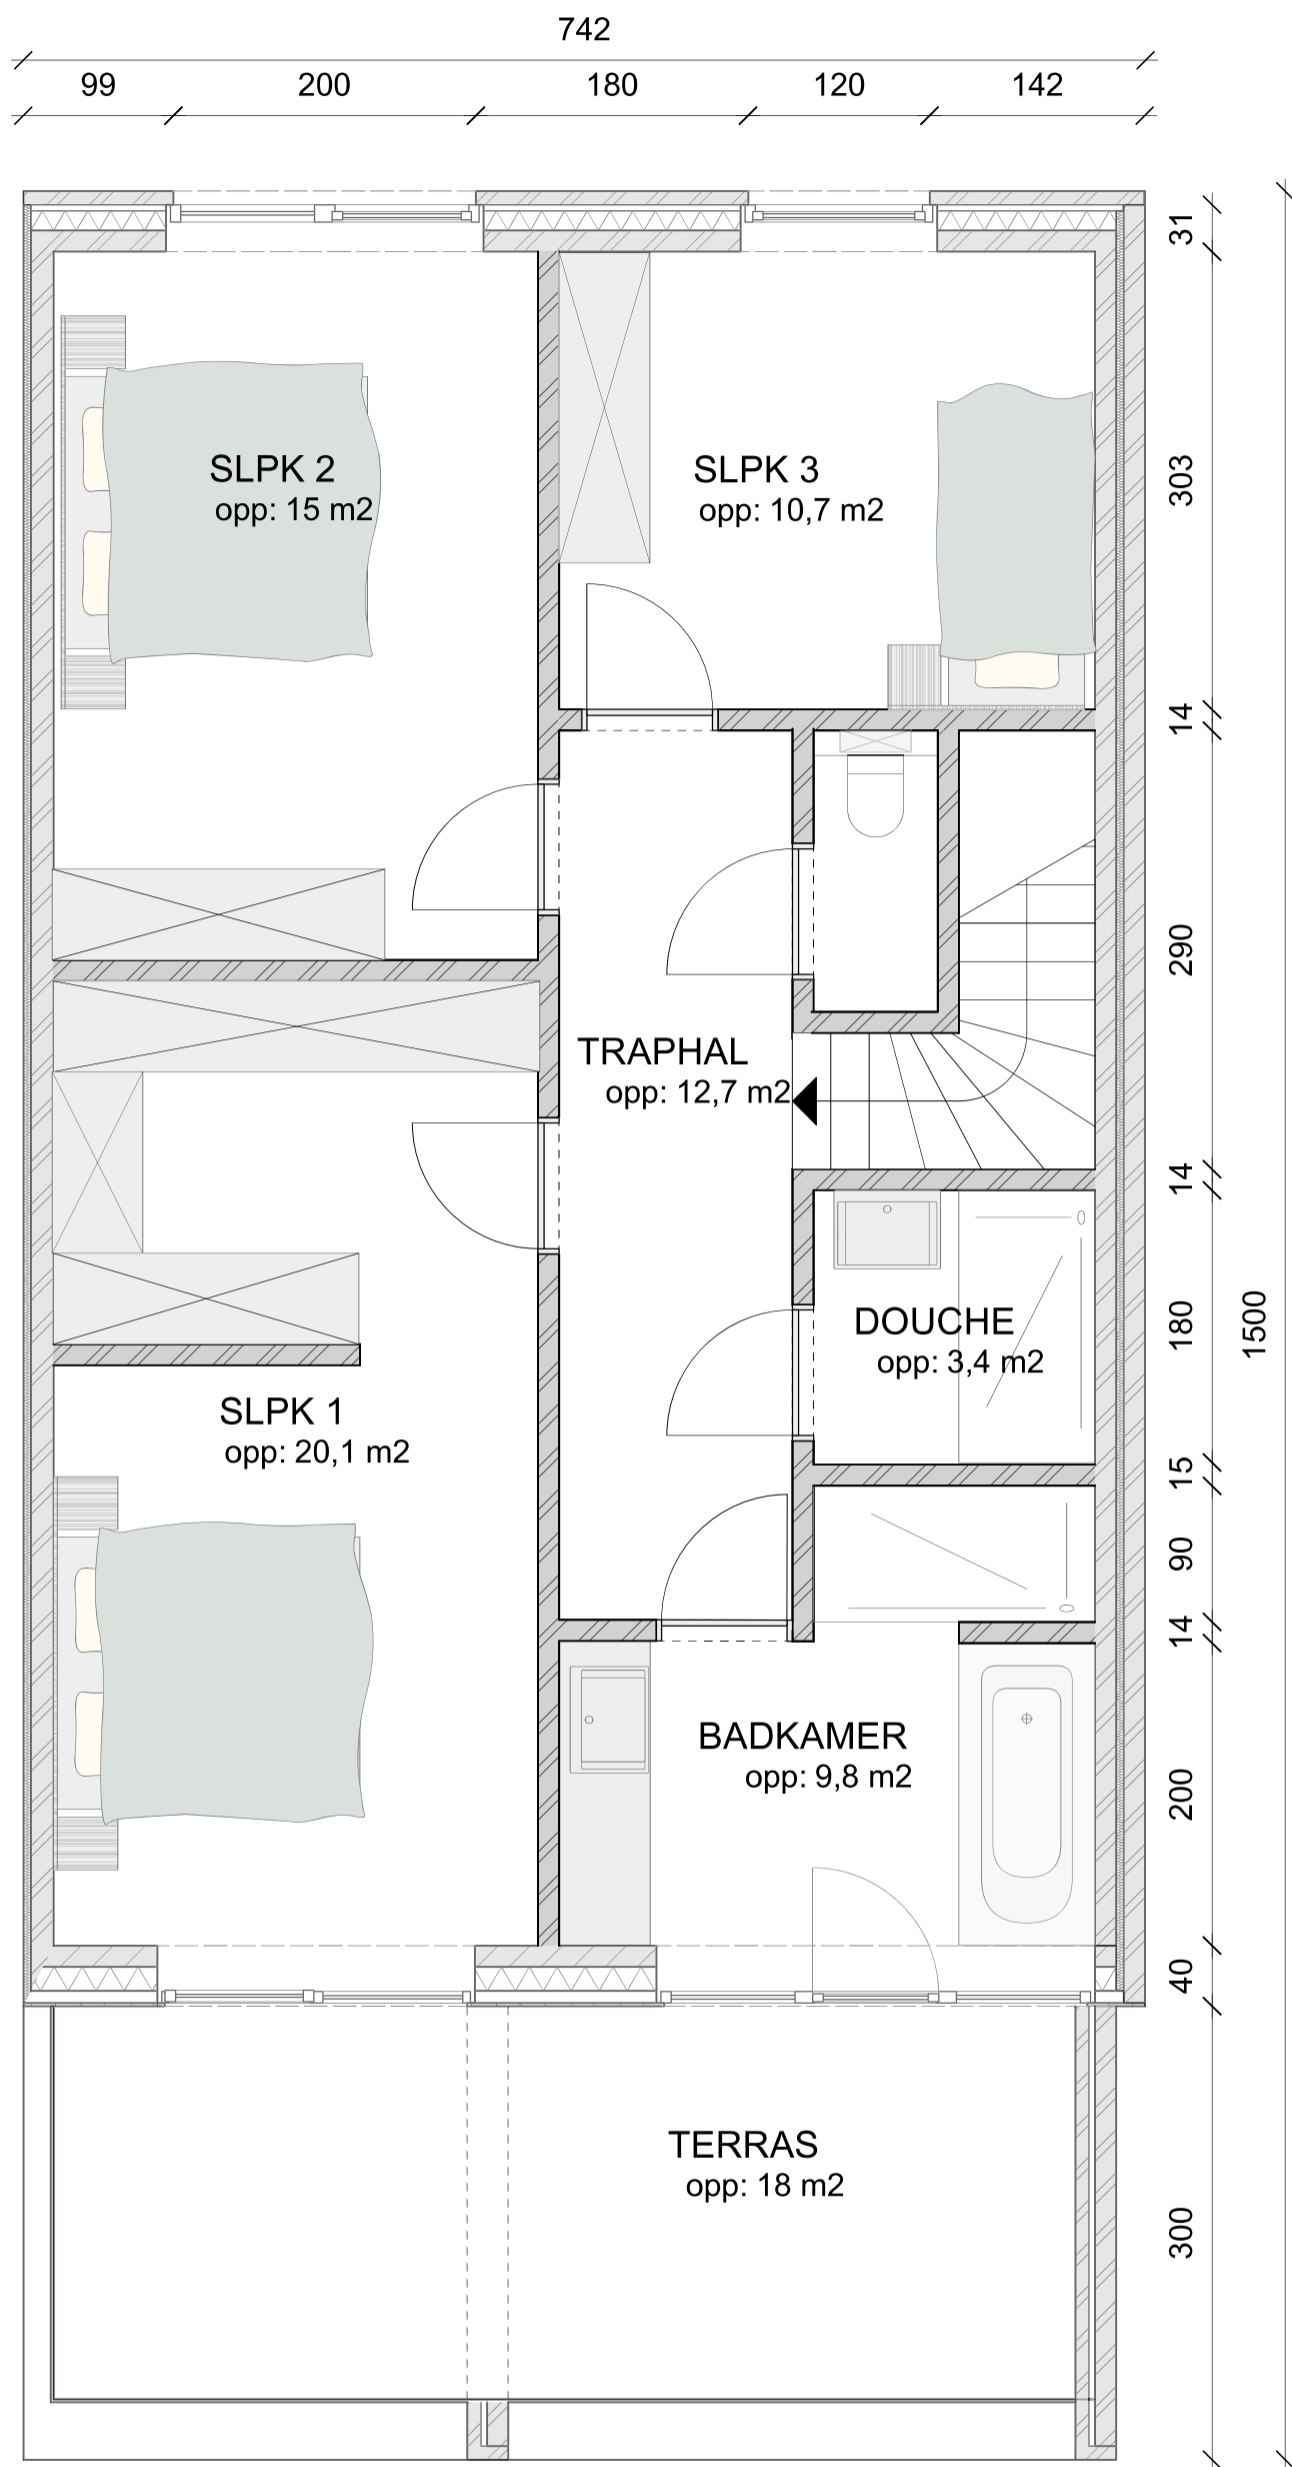 742
99
200
180
120
142
31
SLPK 2
opp: 15 m2
SLPK 3
opp: 10,7 m2
303
14
290
TRAPHAL
opp: 12,7 m2
14
DOUCHE
opp: 3,4 m2
180
1500
SLPK 1
opp: 20,1 m2
15
90
14
BADKAMER
opp: 9,8 m2
200
40
TERRAS
opp: 18 m2
300